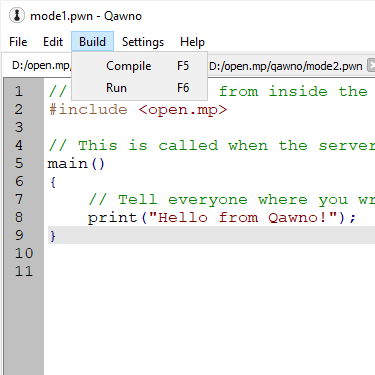 mode1.pwn - Qawno
File Edit Build Settings Help
D:/open.mp/ D:/open.mp/qawno/mode2.pwn
Compile F5
Run F6
1 // from inside the
2 #include <open.mp>
3
4 // This is called when the server
5 main()
6 {
7 // Tell everyone where you wr
8 print("Hello from Qawno!");
9 }
10
11